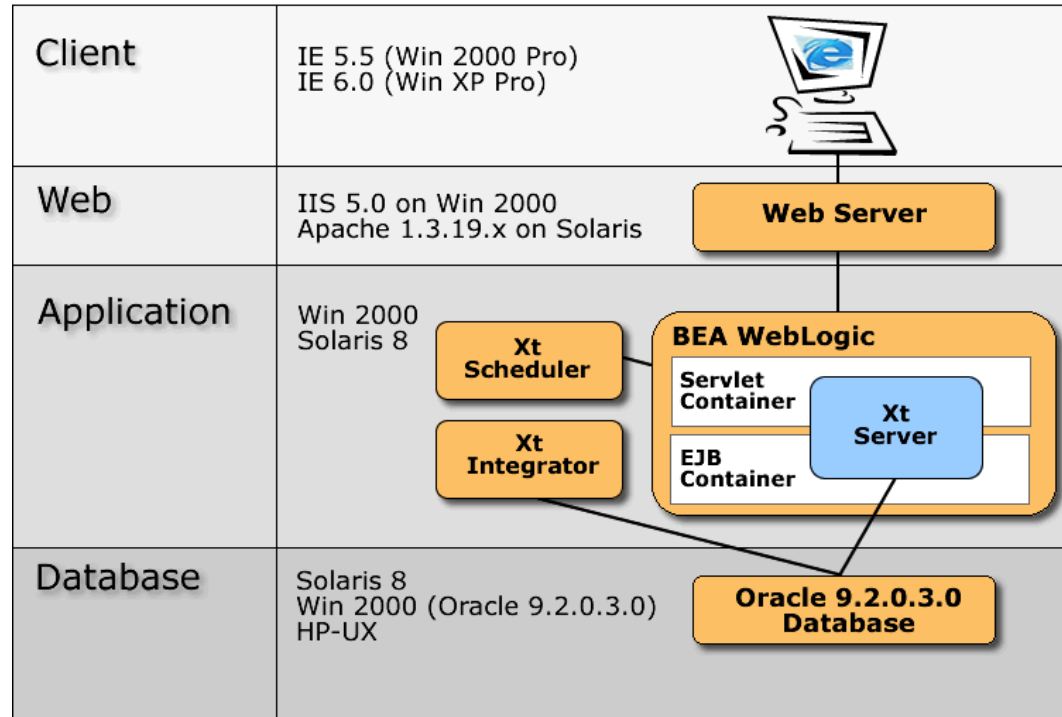 Client
IE 5.5 (Win 2000 Pro)
IE 6.0 (Win XP Pro)
Web
IIS 5.0 on Win 2000
Apache 1.3.19.x on Solaris
Web Server
Application
Win 2000
Solaris 8
Xt
Scheduler
Xt
Integrator
BEA WebLogic
Servlet
Container
Xt
Server
EJB
Container
Database
Solaris 8
Win 2000 (Oracle 9.2.0.3.0)
HP-UX
Oracle 9.2.0.3.0
Database